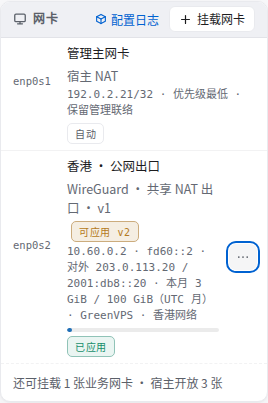 网卡 配置日志 + 挂载网卡
管理主网卡
enp0s1
宿主 NAT
192.0.2.21/32 · 优先级最低 ·
保留管理联络
自动
香港 · 公网出口
WireGuard · 共享 NAT 出
口 · v1
可应用 v2
enp0s2
10.60.0.2 · fd60::2 ·
对外 203.0.113.20 /
2001:db8::20 · 本月 3
GiB / 100 GiB（UTC 月）
· GreenVPS · 香港网络
...
已应用
还可挂载 1 张业务网卡 · 宿主开放 3 张